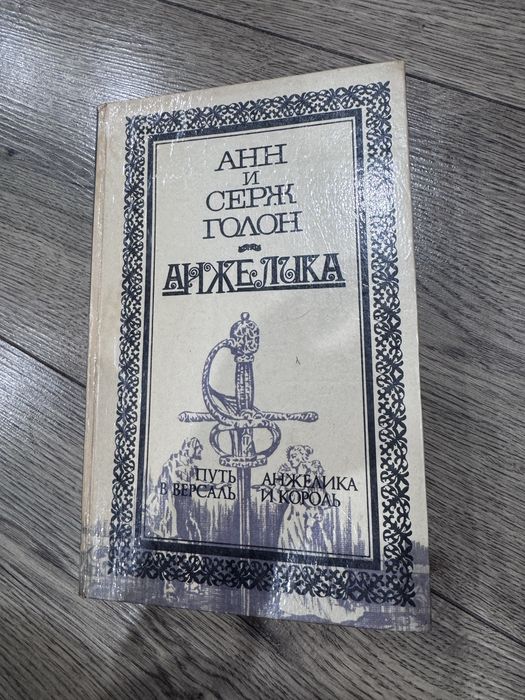 АНН
И
СЕРЖ
ГОЛОН
АНЖЕЛИКА
ПУТЬ
В ВЕРСАЛЬ
АНЖЕЛИКА
И КОРОЛЬ